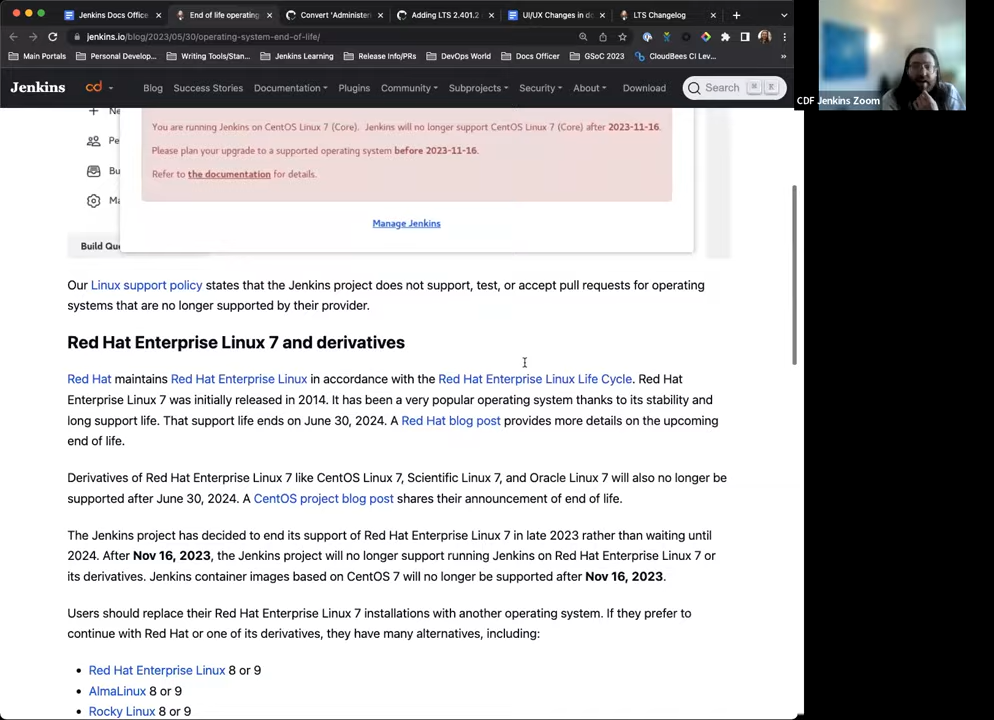 Jenkins Docs Office
End of life operating
Convert 'Administer
Adding LTS 2.401.2
UI/UX Changes in de
LTS Changelog
jenkins.io/blog/2023/05/30/operating-system-end-of-life/
Main Portals
Personal Develop...
Writing Tools/Stan...
Jenkins Learning
Release Info/PRs
DevOps World
Docs Officer
GSoC 2023
CloudBees CI Lev...
»
Jenkins
cd
Blog
Success Stories
Documentation
Plugins
Community
Subprojects
Security
About
Download
Search
K
CDF Jenkins Zoom
Ne
You are running Jenkins on CentOS Linux 7 (Core). Jenkins will no longer support CentOS Linux 7 (Core) after 2023-11-16.
Pe
Please plan your upgrade to a supported operating system before 2023-11-16.
Bu
Refer to the documentation for details.
Ma
Manage Jenkins
Build Que
Our Linux support policy states that the Jenkins project does not support, test, or accept pull requests for operating
systems that are no longer supported by their provider.
Red Hat Enterprise Linux 7 and derivatives
Red Hat maintains Red Hat Enterprise Linux in accordance with the Red Hat Enterprise Linux Life Cycle. Red Hat
Enterprise Linux 7 was initially released in 2014. It has been a very popular operating system thanks to its stability and
long support life. That support life ends on June 30, 2024. A Red Hat blog post provides more details on the upcoming
end of life.
Derivatives of Red Hat Enterprise Linux 7 like CentOS Linux 7, Scientific Linux 7, and Oracle Linux 7 will also no longer be
supported after June 30, 2024. A CentOS project blog post shares their announcement of end of life.
The Jenkins project has decided to end its support of Red Hat Enterprise Linux 7 in late 2023 rather than waiting until
2024. After Nov 16, 2023, the Jenkins project will no longer support running Jenkins on Red Hat Enterprise Linux 7 or
its derivatives. Jenkins container images based on CentOS 7 will no longer be supported after Nov 16, 2023.
Users should replace their Red Hat Enterprise Linux 7 installations with another operating system. If they prefer to
continue with Red Hat or one of its derivatives, they have many alternatives, including:
• Red Hat Enterprise Linux 8 or 9
• AlmaLinux 8 or 9
• Rocky Linux 8 or 9